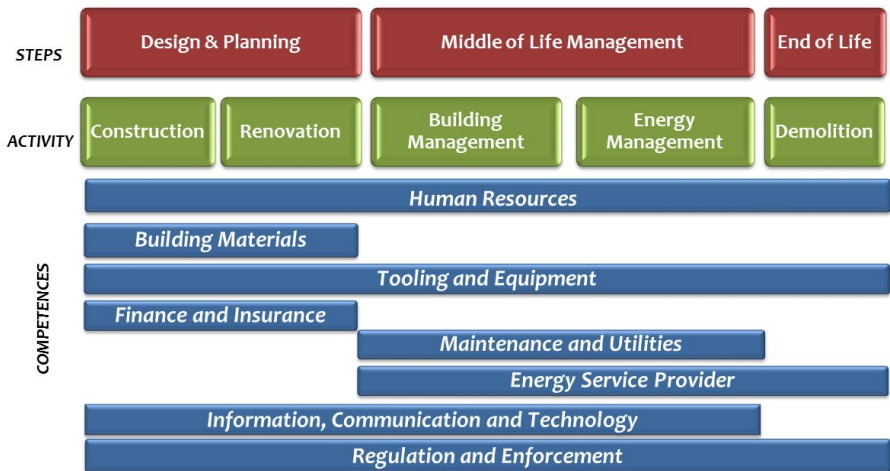 STEPS
Design & Planning
Middle of Life Management
End of Life
ACTIVITY
Construction
Renovation
Building
Management
Energy
Management
Demolition
COMPETENCES
Human Resources
Building Materials
Tooling and Equipment
Finance and Insurance
Maintenance and Utilities
Energy Service Provider
Information, Communication and Technology
Regulation and Enforcement